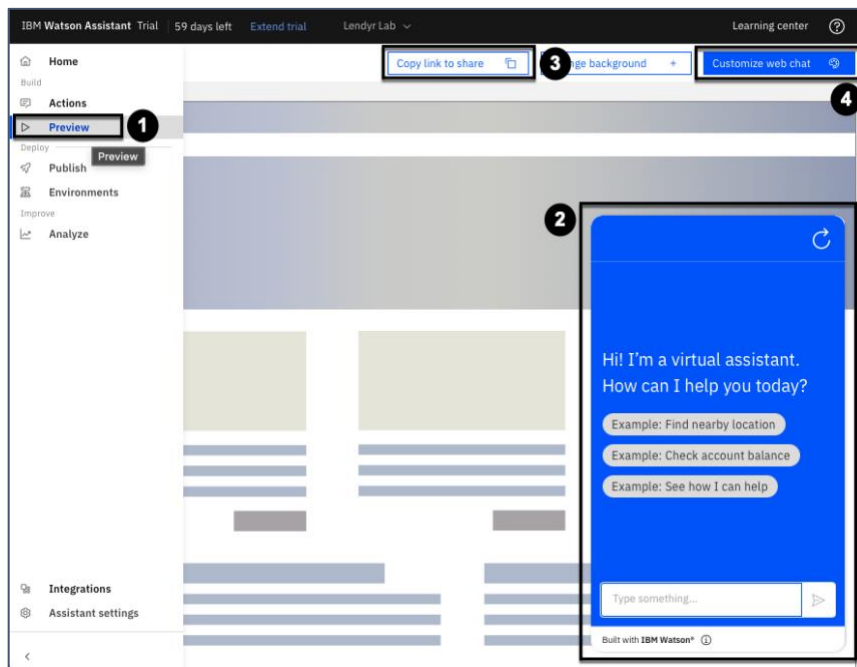 IBM Watson Assistant Trial 59 days left Extend trial Lendyr Lab Learning center
Home
Copy link to share 3 nge background + Customize web chat
4
Build
Actions
Preview 1
Deploy
Preview
Publish
Environments
Improve
Analyze
2
Hi! I'm a virtual assistant.
How can I help you today?
Example: Find nearby location
Example: Check account balance
Example: See how I can help
Type something...
Built with IBM Watson®
Integrations
Assistant settings